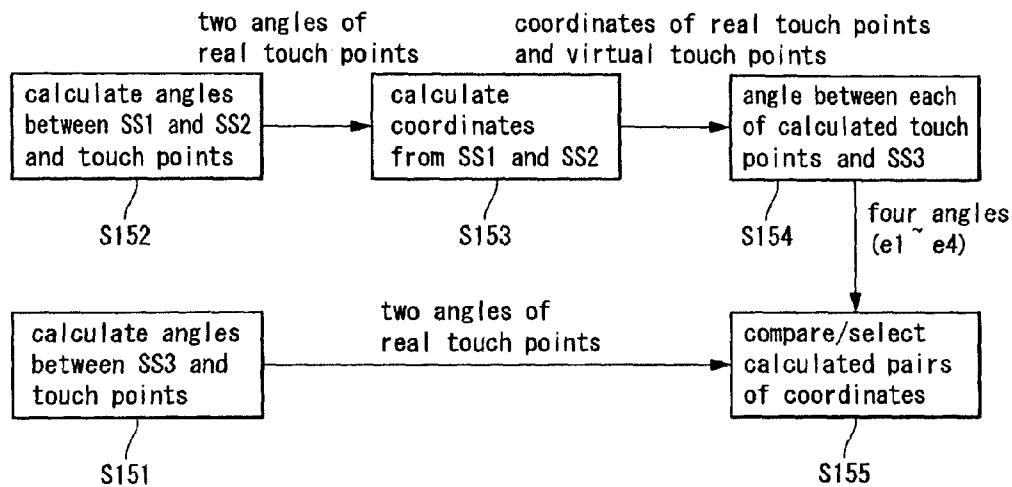 two angles of
real touch points
coordinates of real touch points
and virtual touch points
calculate angles
between SS1 and SS2
and touch points
calculate
coordinates
from SS1 and SS2
angle between each
of calculated touch
points and SS3
S152
S153
S154
four angles
(e1 ~ e4)
calculate angles
between SS3 and
touch points
two angles of
real touch points
compare/select
calculated pairs
of coordinates
S151
S155